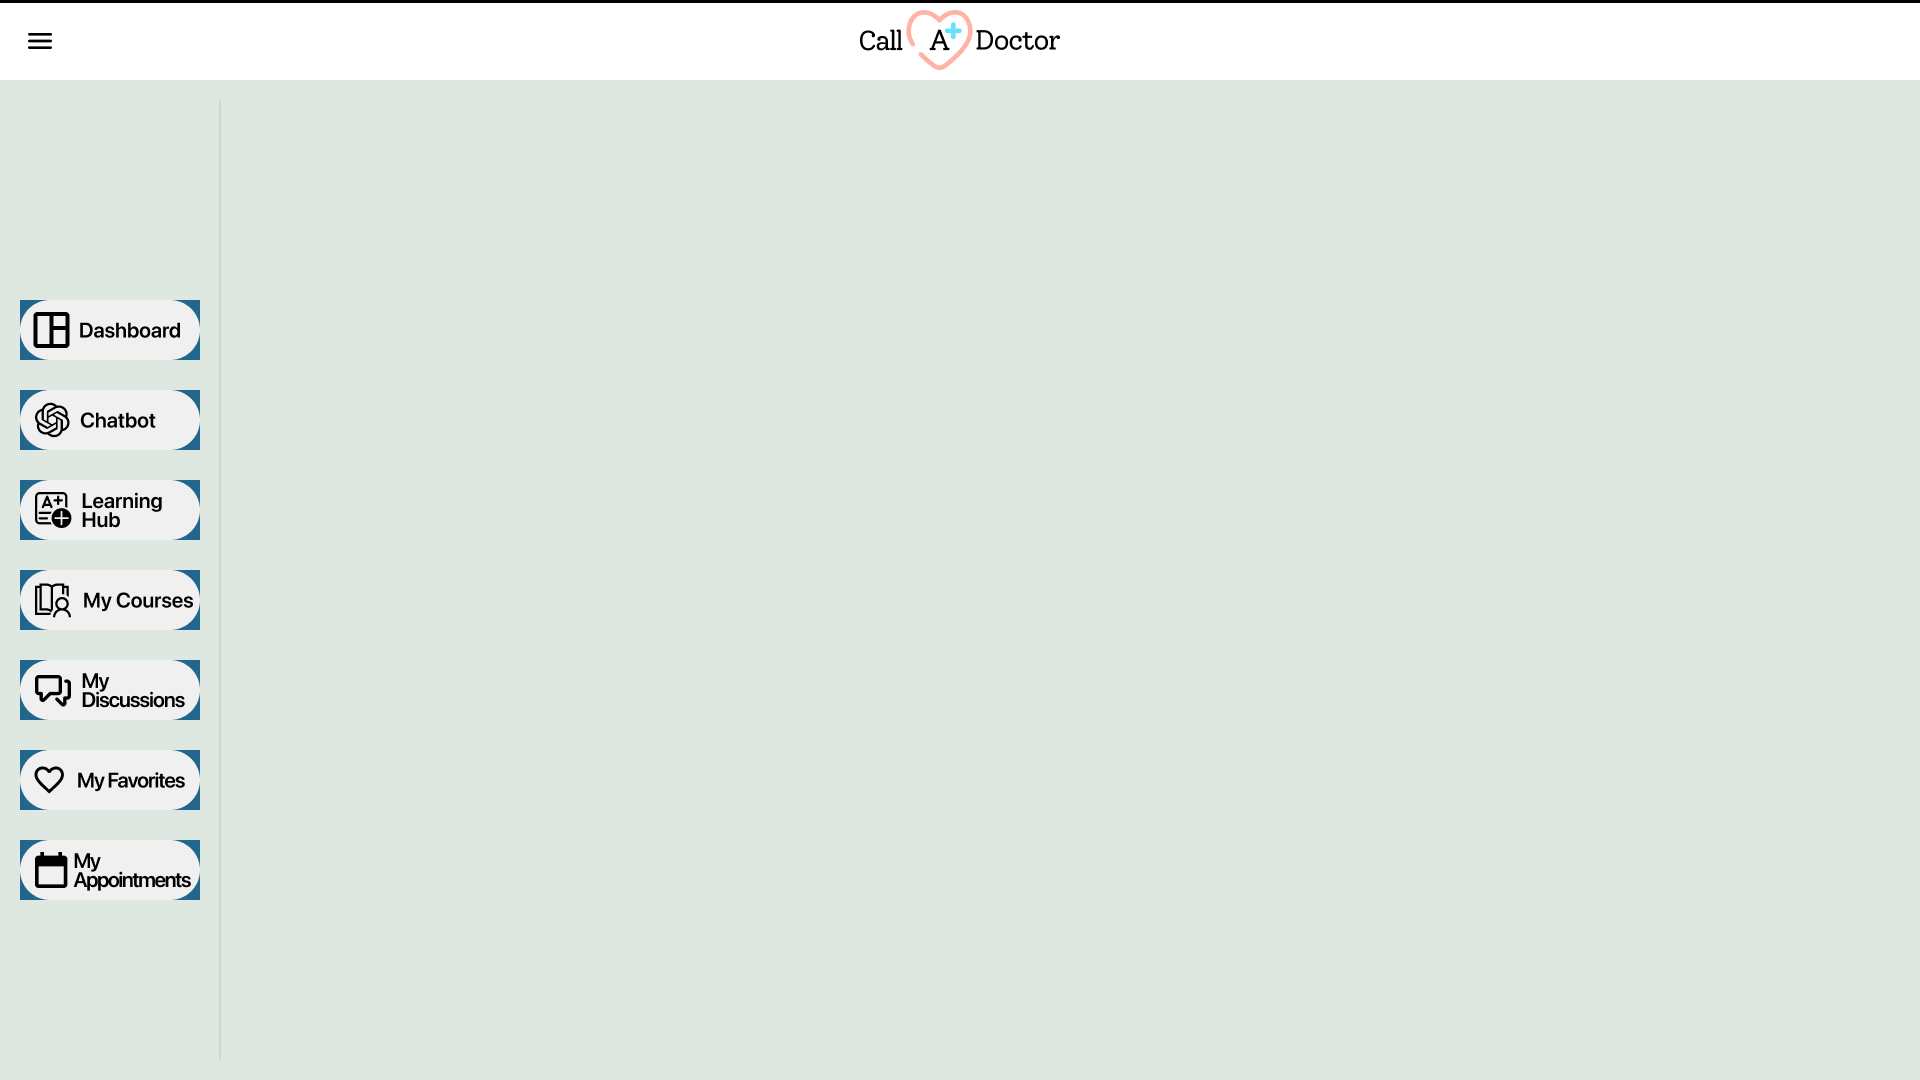 Call A+ Doctor
Dashboard
Chatbot
A+
Learning
Hub
My Courses
My
Discussions
My Favorites
My
Appointments